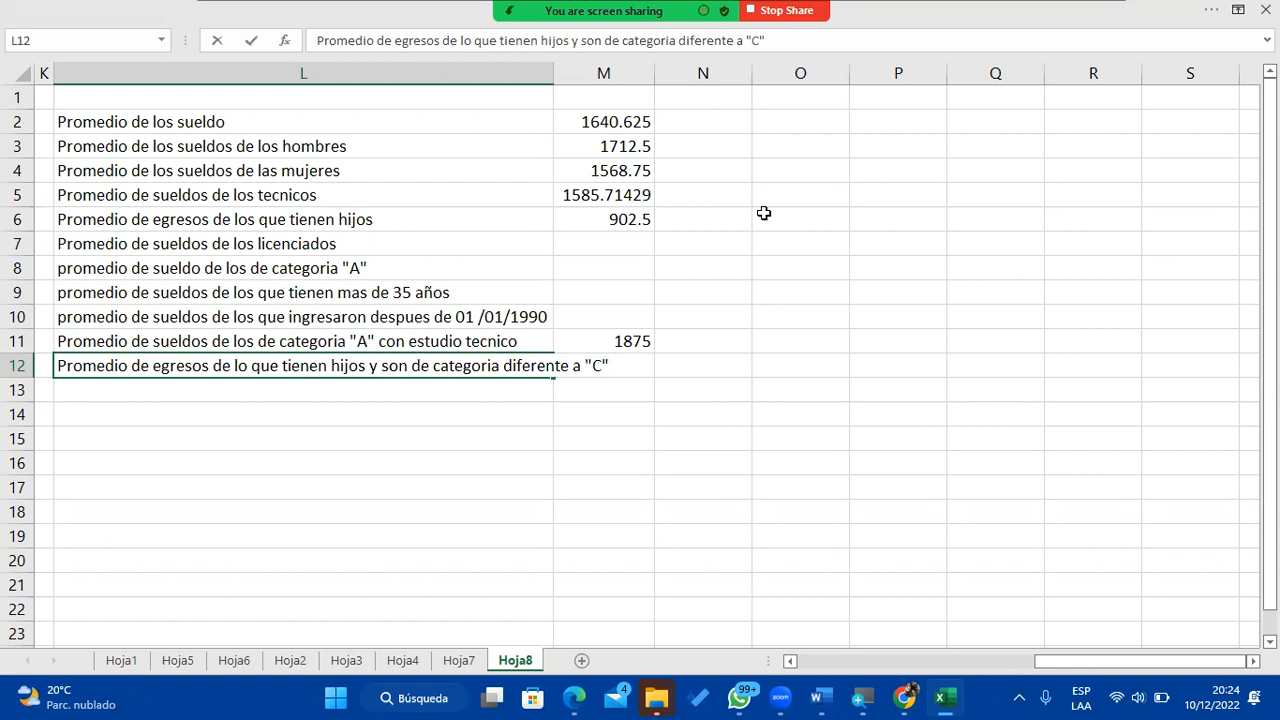 You are screen sharing
Stop Share
L12
fx
Promedio de egresos de lo que tienen hijos y son de categoria diferente a "C"
K L M N O P Q R S
1
2 Promedio de los sueldo 1640.625
3 Promedio de los sueldos de los hombres 1712.5
4 Promedio de los sueldos de las mujeres 1568.75
5 Promedio de sueldos de los tecnicos 1585.71429
6 Promedio de egresos de los que tienen hijos 902.5
7 Promedio de sueldos de los licenciados
8 promedio de sueldo de los de categoria "A"
9 promedio de sueldos de los que tienen mas de 35 años
10 promedio de sueldos de los que ingresaron despues de 01 /01/1990
11 Promedio de sueldos de los de categoria "A" con estudio tecnico 1875
12 Promedio de egresos de lo que tienen hijos y son de categoria diferente a "C"
13
14
15
16
17
18
19
20
21
22
23
Hoja1 Hoja5 Hoja6 Hoja2 Hoja3 Hoja4 Hoja7 Hoja8
20°C
Parc. nublado
Búsqueda
4
99+
zoom
ESP
LAA
20:24
10/12/2022